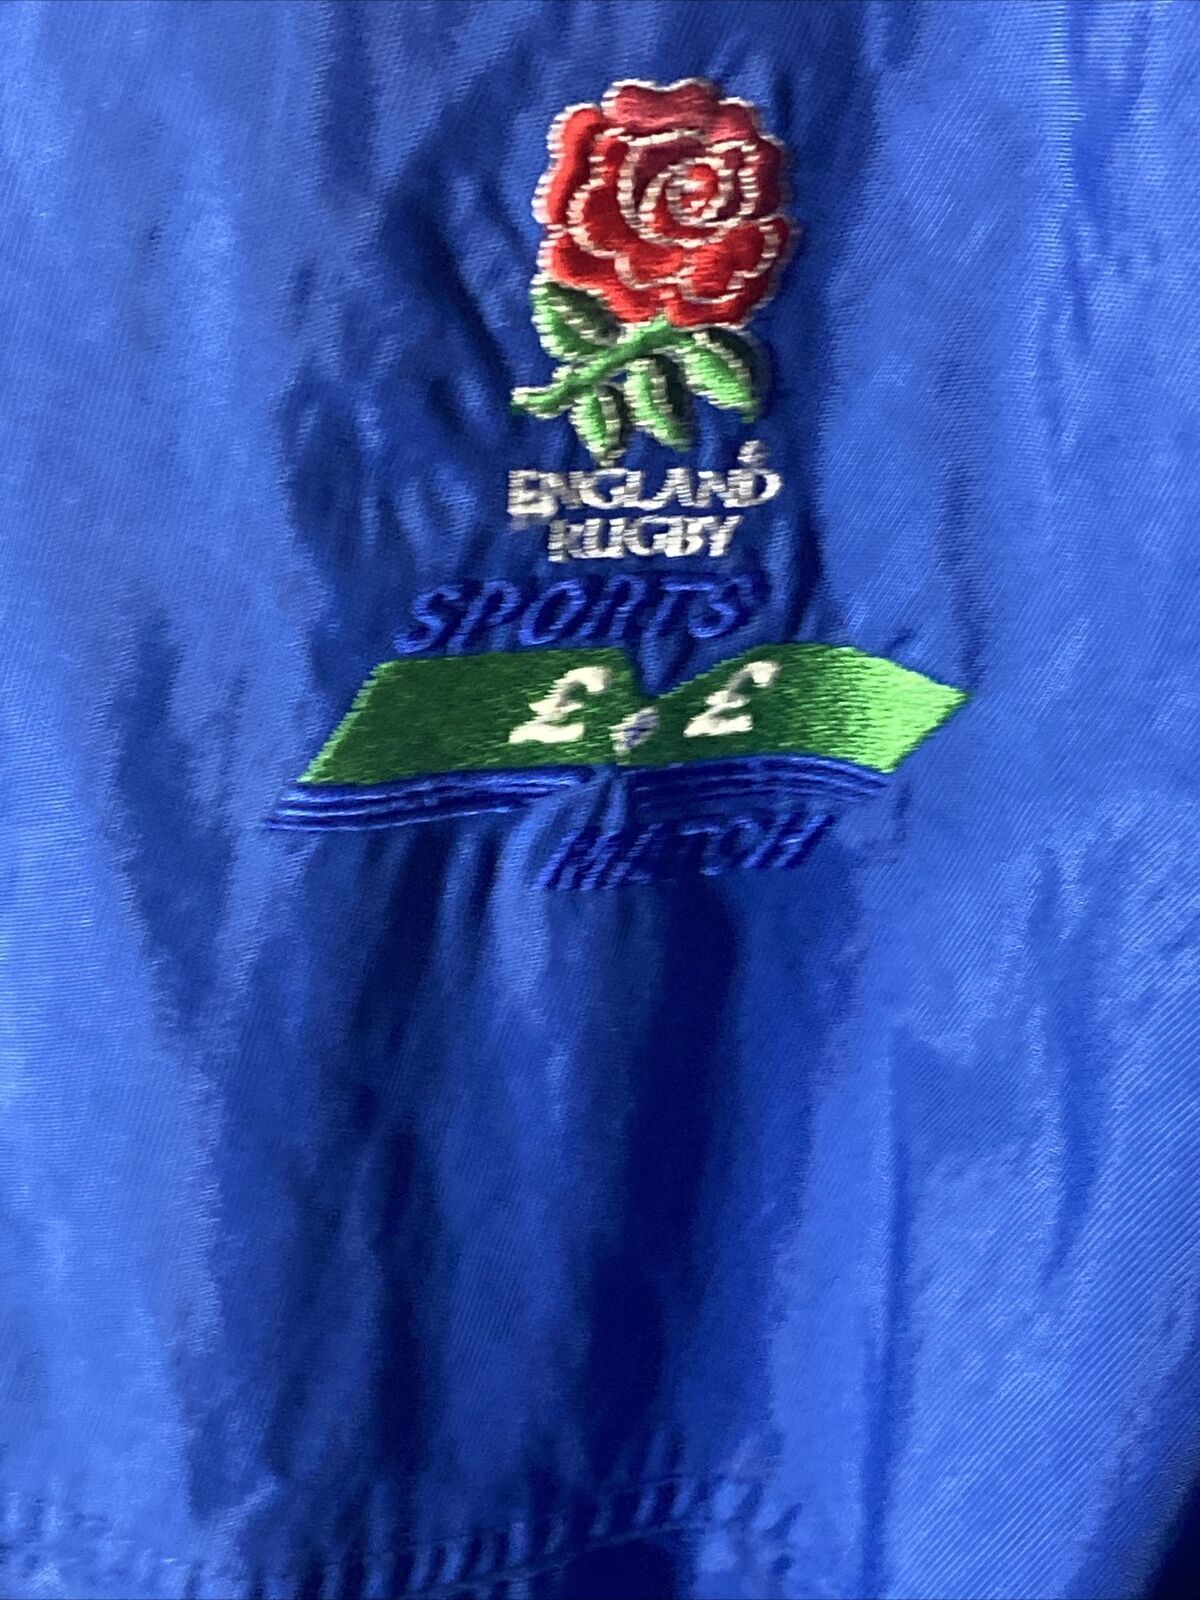 ENGLAND
RUGBY
SPORTS
£ £
MATCH